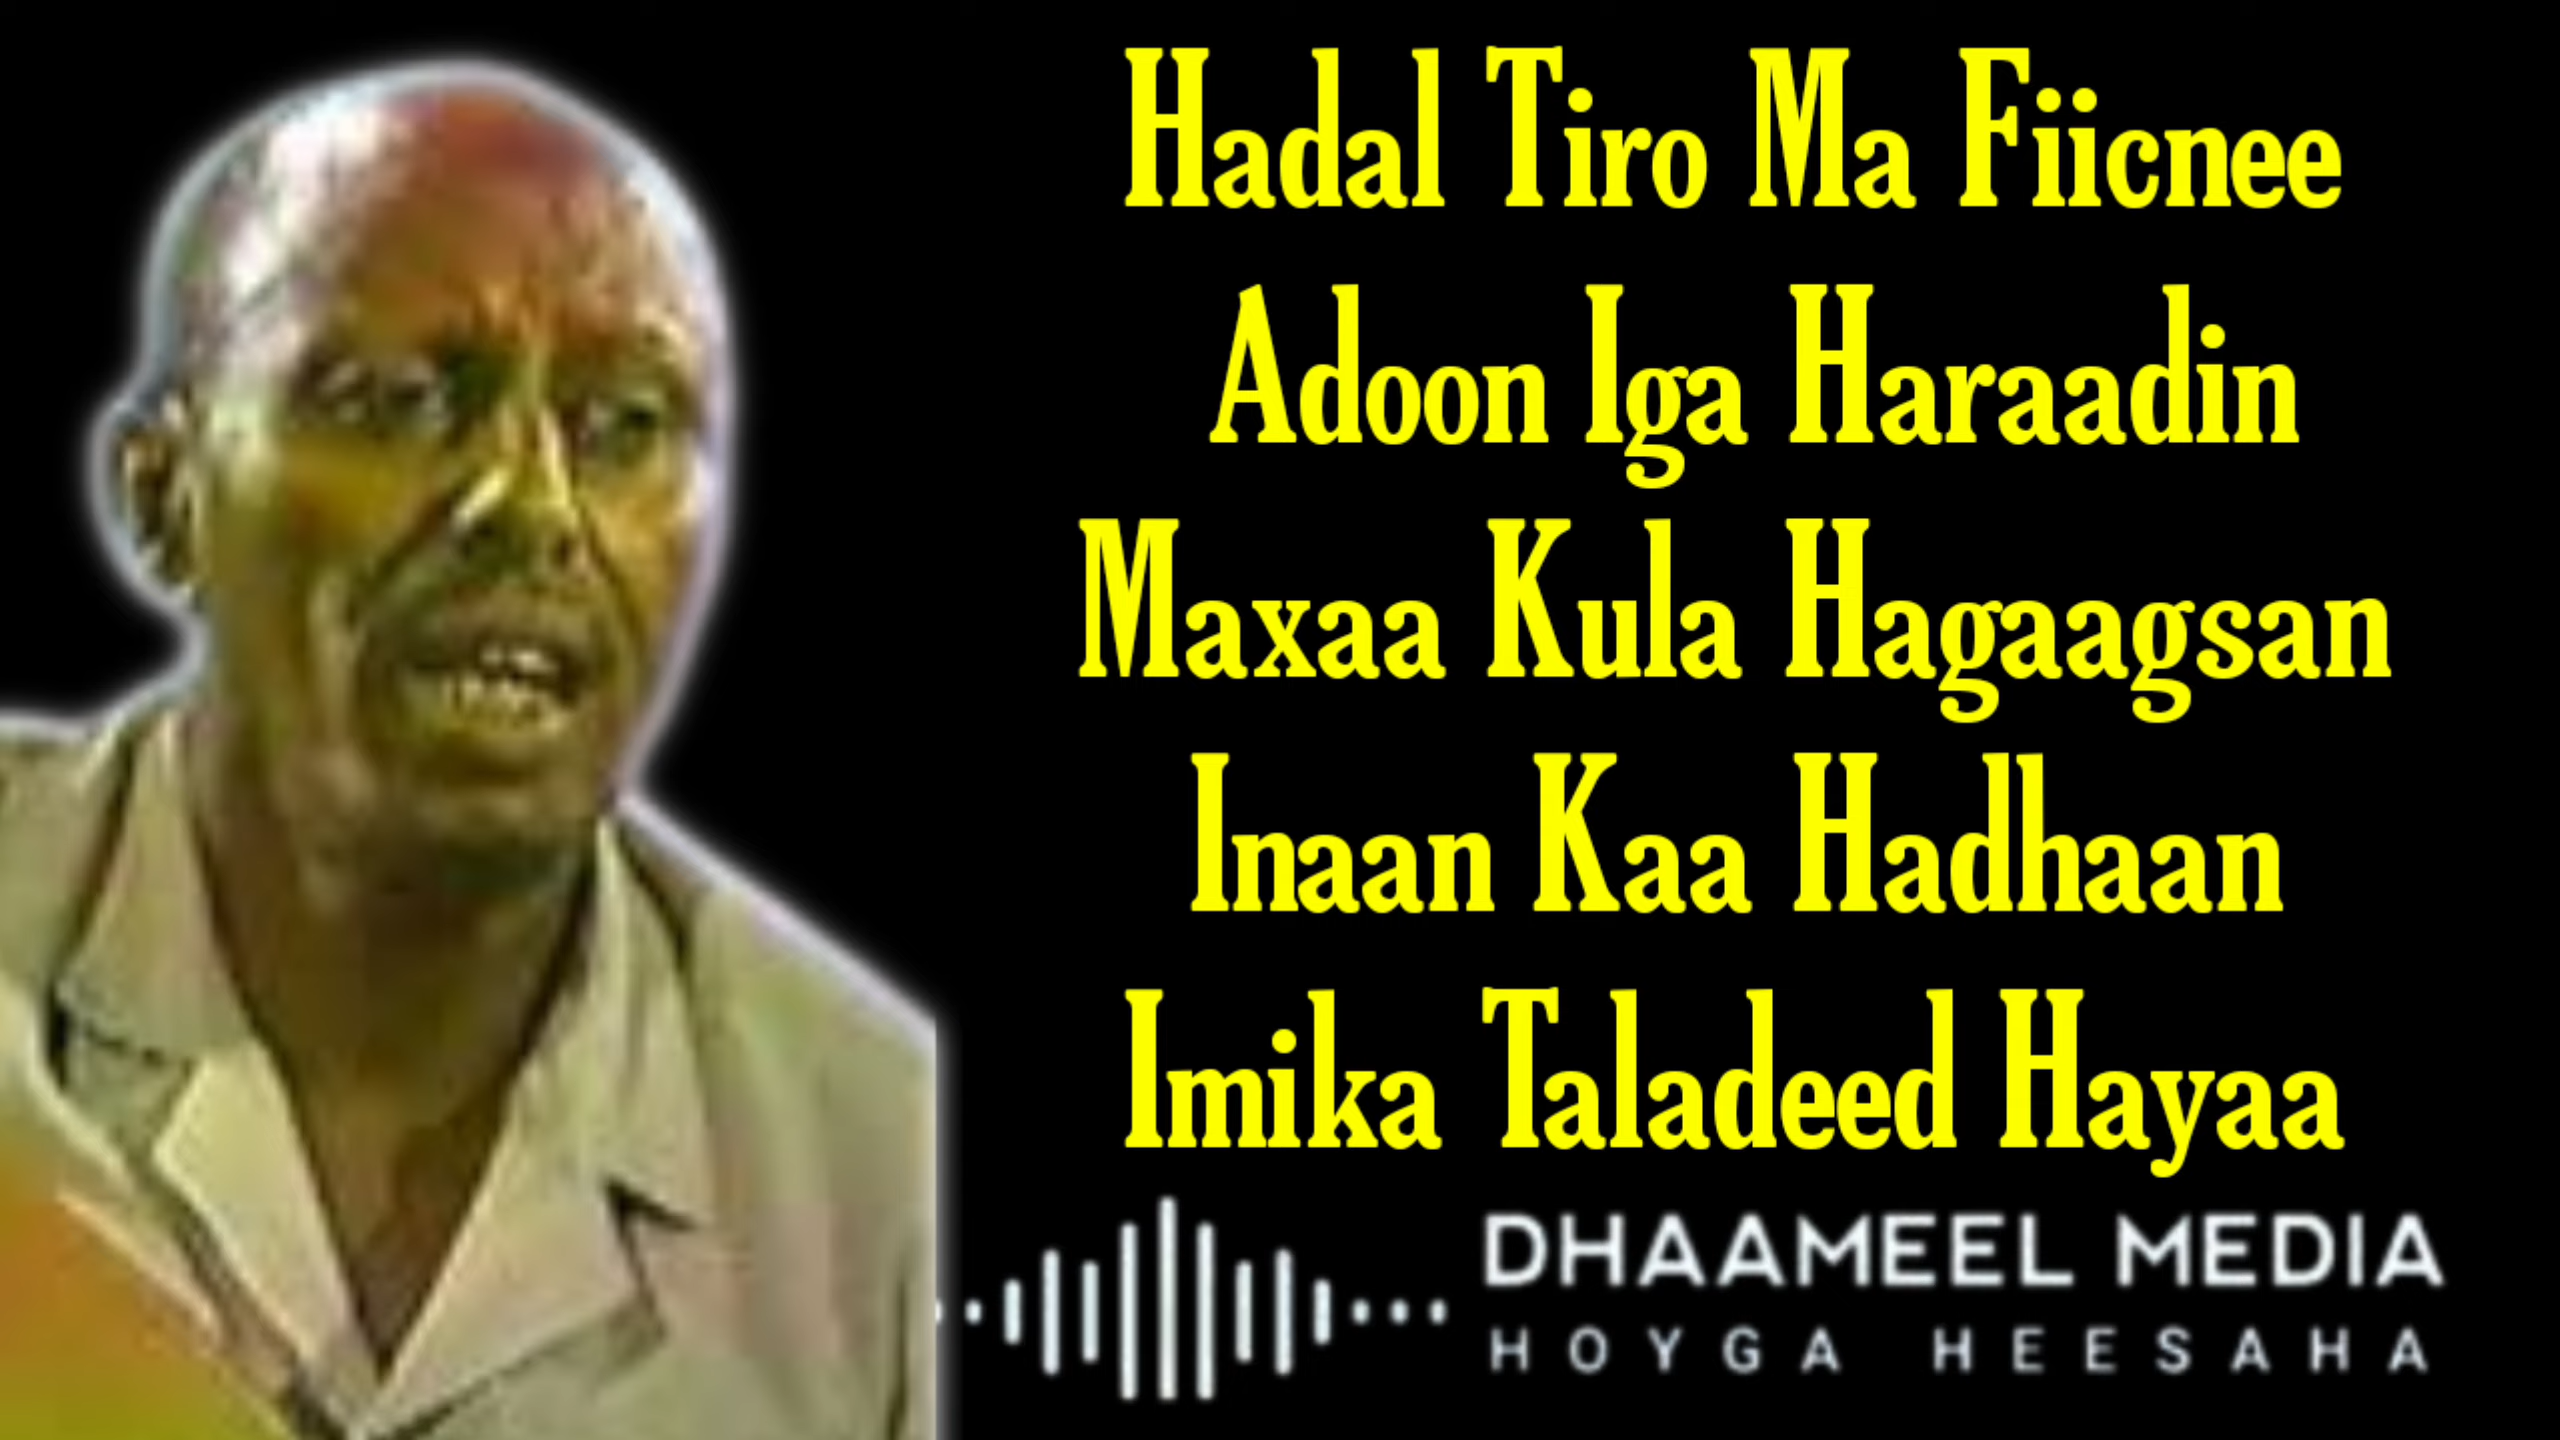 Hadal Tiro Ma Fiicnee
Adoon Iga Haraadin
Maxaa Kula Hagaagsan
Inaan Kaa Hadhaan
Imika Taladeed Hayaa
DHAAMEEL MEDIA
HOYGA HEESAHA